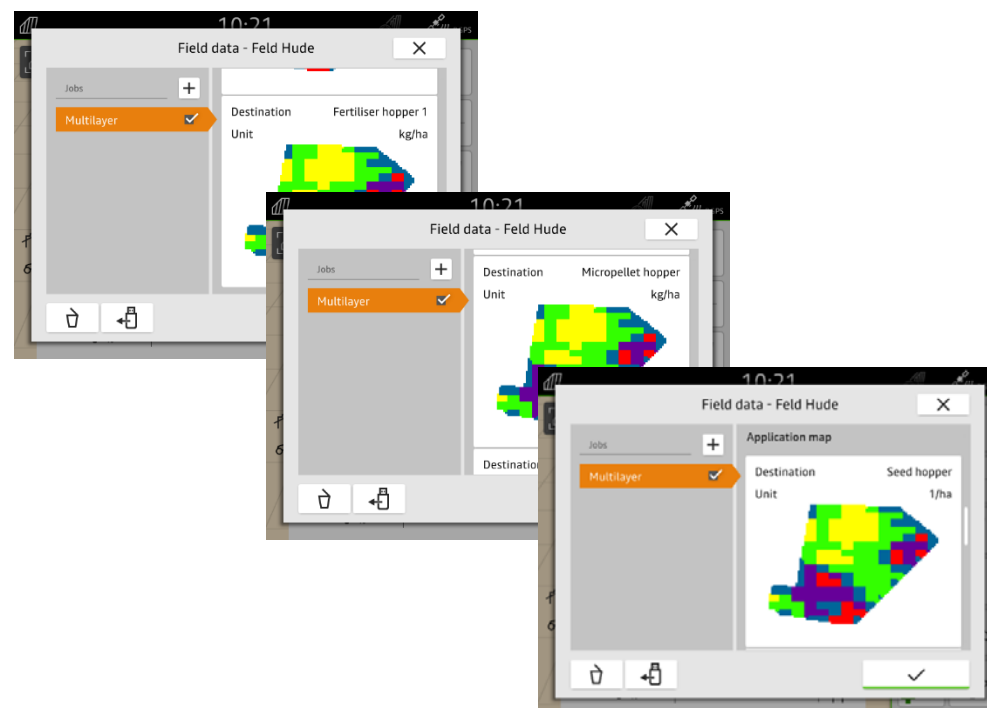 10:21
GPS
Field data - Feld Hude
Jobs
Multilayer
Destination Fertiliser hopper 1
Unit kg/ha
10:21
GPS
Field data - Feld Hude
Jobs
Multilayer
Destination Micropellet hopper
Unit kg/ha
Destination
10:21
Field data - Feld Hude
Jobs
Application map
Multilayer
Destination Seed hopper
Unit 1/ha